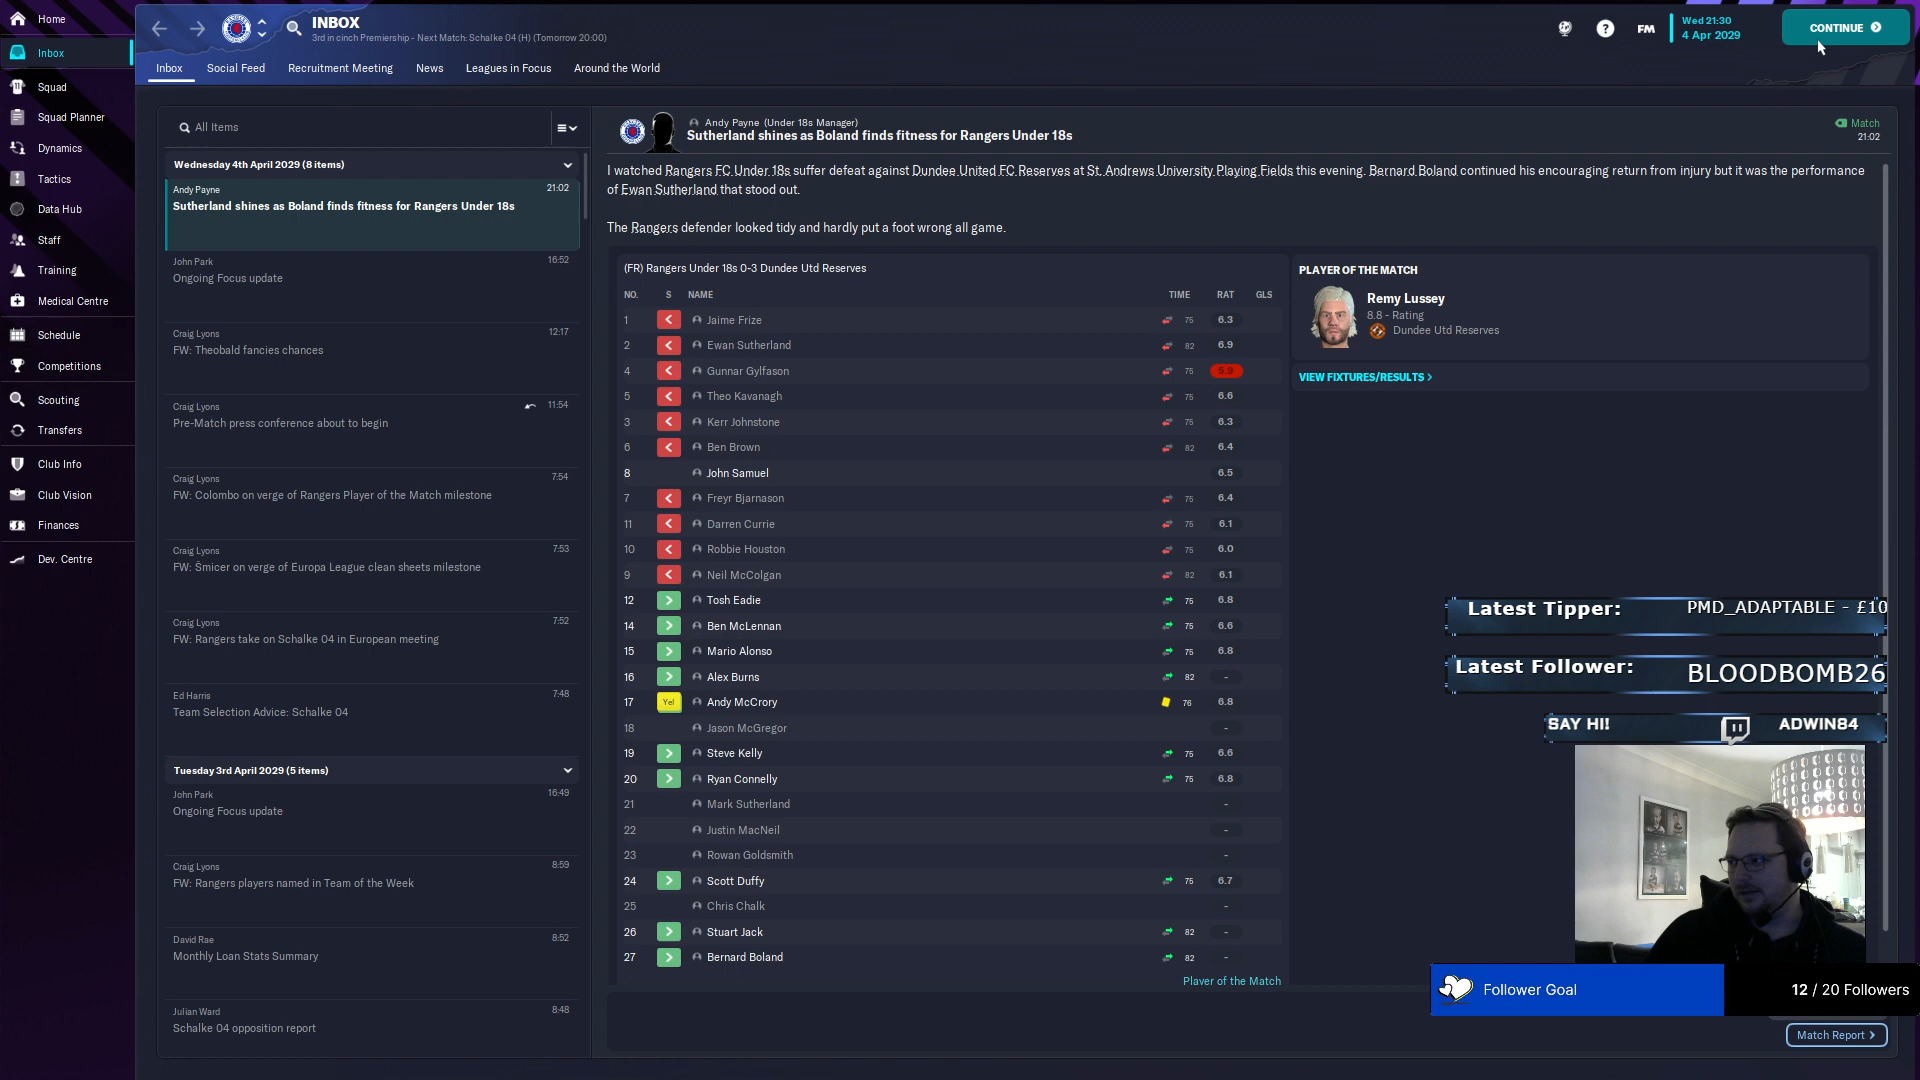 Home
INBOX
3rd in cinch Premiership - Next Match: Schalke 04 (H) (Tomorrow 20:00)
FM
Wed 21:30
4 Apr 2029
CONTINUE
Inbox
Squad
Squad Planner
Dynamics
Tactics
Data Hub
Staff
Training
Medical Centre
Schedule
Competitions
Scouting
Transfers
Club Info
Club Vision
Finances
Dev. Centre
Inbox Social Feed Recruitment Meeting News Leagues in Focus Around the World
All Items
Wednesday 4th April 2029 (8 items)
Andy Payne 21:02
Sutherland shines as Boland finds fitness for Rangers Under 18s
John Park 16:52
Ongoing Focus update
Craig Lyons 12:17
FW: Theobald fancies chances
Craig Lyons 11:54
Pre-Match press conference about to begin
Craig Lyons 7:54
FW: Colombo on verge of Rangers Player of the Match milestone
Craig Lyons 7:53
FW: Šmicer on verge of Europa League clean sheets milestone
Craig Lyons 7:52
FW: Rangers take on Schalke 04 in European meeting
Ed Harris 7:48
Team Selection Advice: Schalke 04
Tuesday 3rd April 2029 (5 items)
John Park 16:49
Ongoing Focus update
Craig Lyons 8:59
FW: Rangers players named in Team of the Week
David Rae 8:52
Monthly Loan Stats Summary
Julian Ward 8:48
Schalke 04 opposition report
Andy Payne (Under 18s Manager)
Sutherland shines as Boland finds fitness for Rangers Under 18s
Match
21:02
I watched Rangers FC Under 18s suffer defeat against Dundee United FC Reserves at St. Andrews University Playing Fields this evening. Bernard Boland continued his encouraging return from injury but it was the performance
of Ewan Sutherland that stood out.
The Rangers defender looked tidy and hardly put a foot wrong all game.
(FR) Rangers Under 18s 0-3 Dundee Utd Reserves
NO. S NAME TIME RAT GLS
1 Jaime Frize 75 6.3
2 Ewan Sutherland 82 6.9
4 Gunnar Gylfason 75 5.9
5 Theo Kavanagh 75 6.6
3 Kerr Johnstone 75 6.3
6 Ben Brown 82 6.4
8 John Samuel 6.5
7 Freyr Bjarnason 75 6.4
11 Darren Currie 75 6.1
10 Robbie Houston 75 6.0
9 Neil McColgan 82 6.1
12 Tosh Eadie 75 6.8
14 Ben McLennan 75 6.6
15 Mario Alonso 75 6.8
16 Alex Burns 82 -
17 Yel Andy McCrory 76 6.8
18 Jason McGregor -
19 Steve Kelly 75 6.6
20 Ryan Connelly 75 6.8
21 Mark Sutherland -
22 Justin MacNeil -
23 Rowan Goldsmith -
24 Scott Duffy 75 6.7
25 Chris Chalk -
26 Stuart Jack 82 -
27 Bernard Boland 82 -
Player of the Match
PLAYER OF THE MATCH
Remy Lussey
8.8 - Rating
Dundee Utd Reserves
VIEW FIXTURES/RESULTS >
Latest Tipper: PMD_ADAPTABLE - £10
Latest Follower: BLOODBOMB26
SAY HI! ADWIN84
Follower Goal 12 / 20 Followers
Match Report >